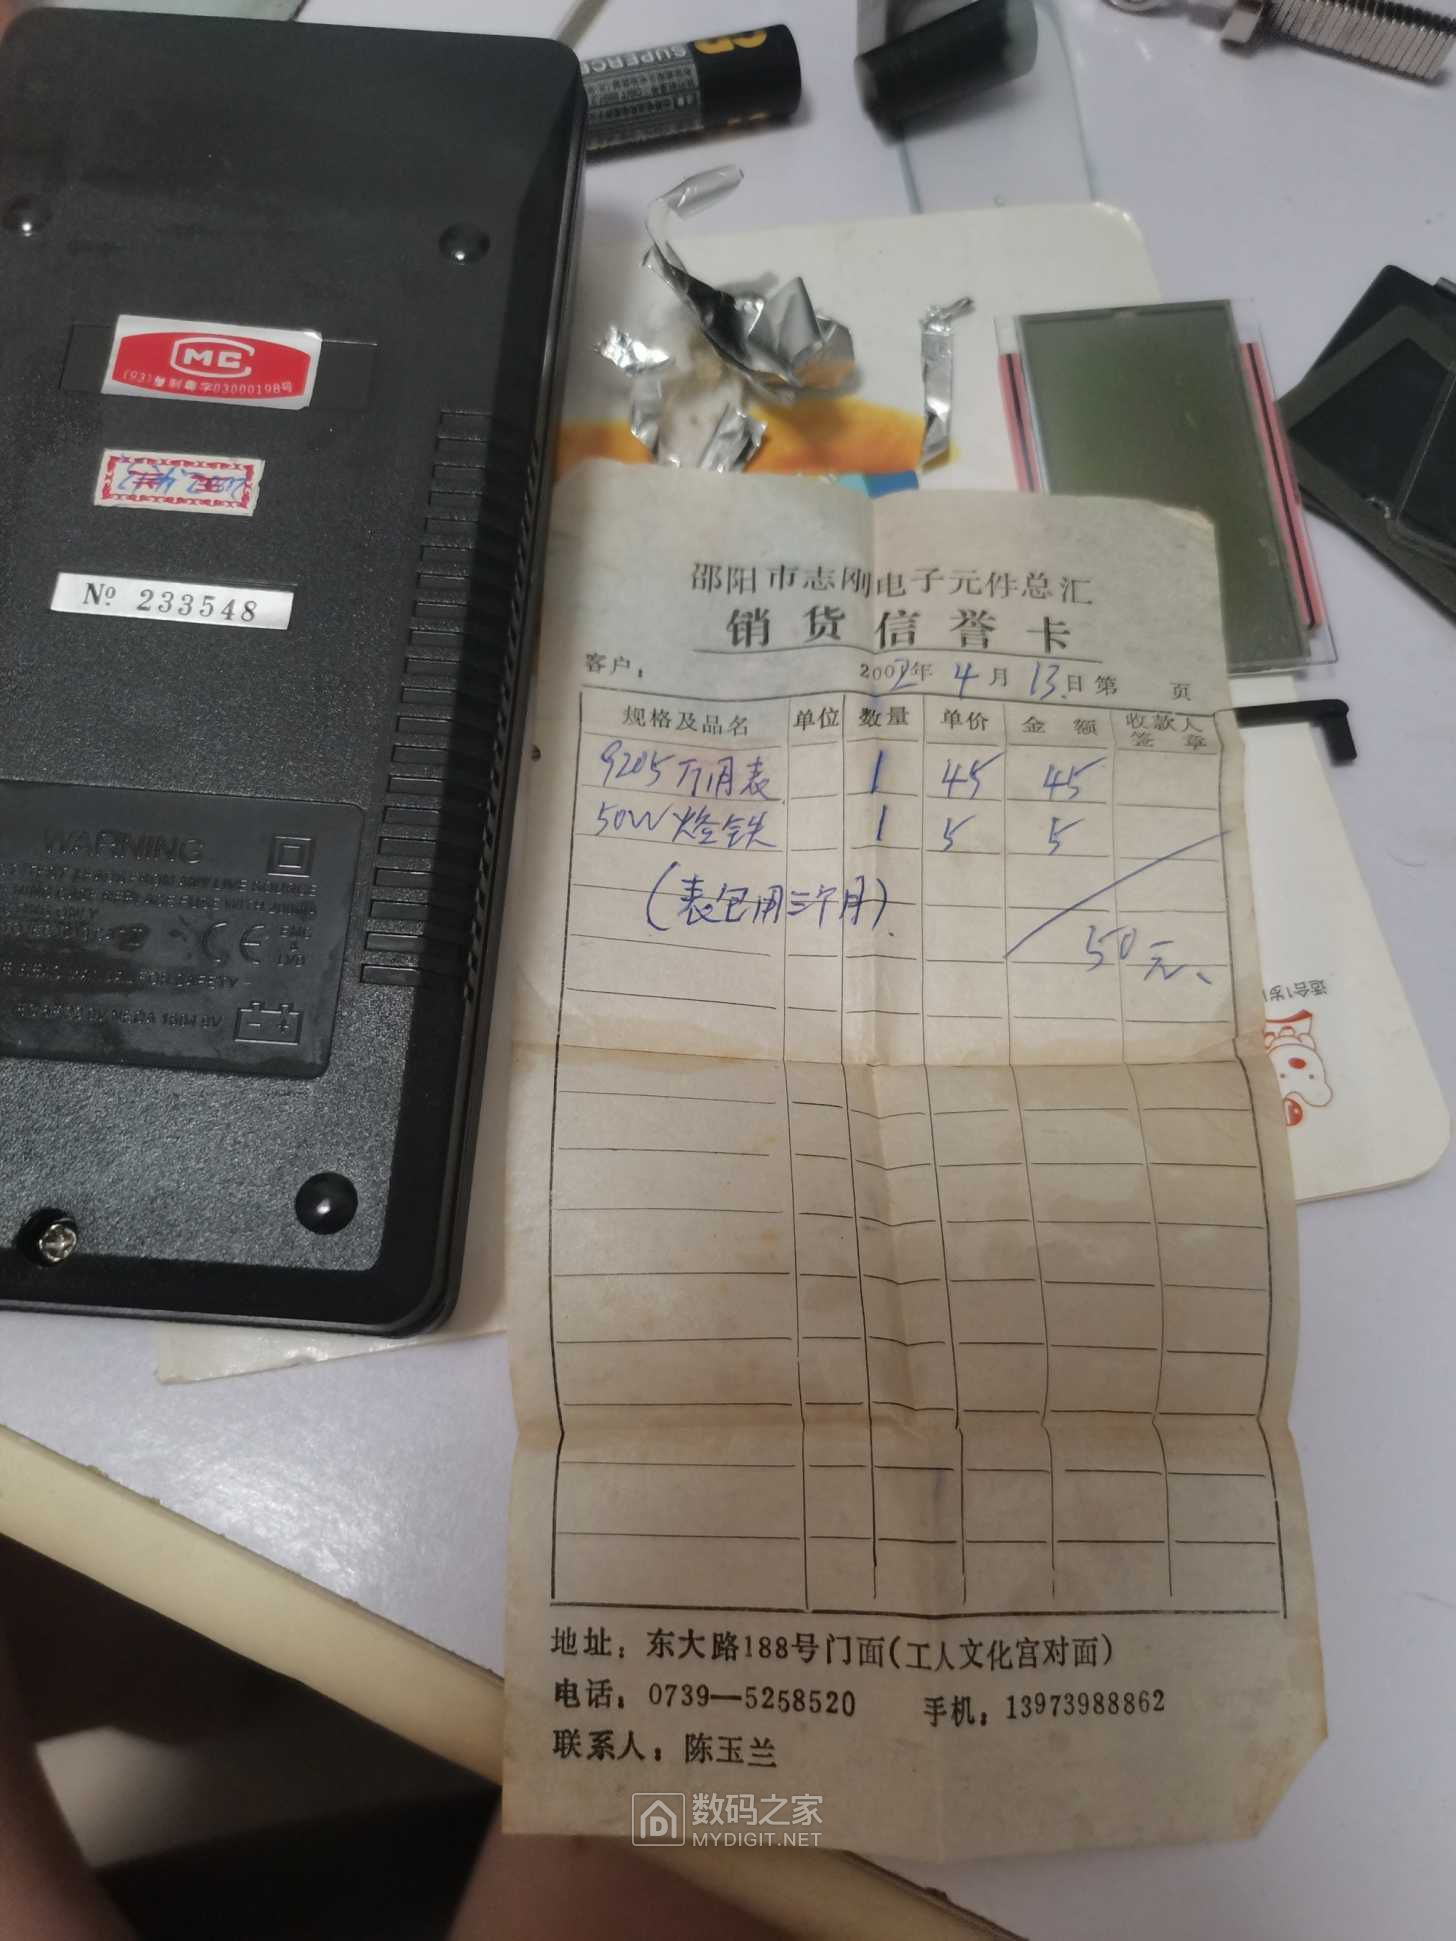 SUPERC
MC
(93)量制粤字03000198号
№ 233548
WARNING
CE
邵阳市志刚电子元件总汇
销货信誉卡
客户： 2002年 4月 13日 第 页
规格及品名 单位 数量 单价 金额 收款人签章
9205万用表 1 45 45
50W烙铁 1 5 5
(表包用三个月)
50元
地址：东大路188号门面(工人文化宫对面)
电话：0739—5258520 手机：13973988862
联系人：陈玉兰
数码之家
MYDIGIT.NET